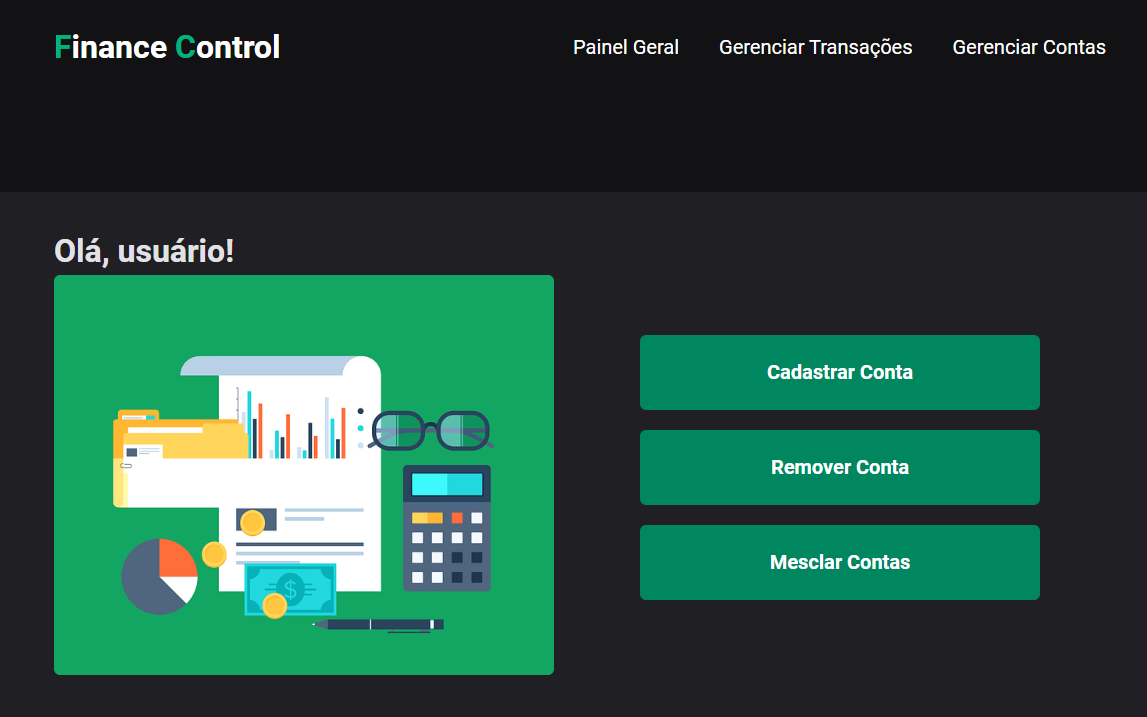 Finance Control
Painel Geral
Gerenciar Transações
Gerenciar Contas
Olá, usuário!
$
Cadastrar Conta
Remover Conta
Mesclar Contas